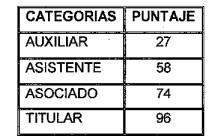 CATEGORIAS PUNTAJE
AUXILIAR 27
ASISTENTE 58
ASOCIADO 74
TITULAR 96